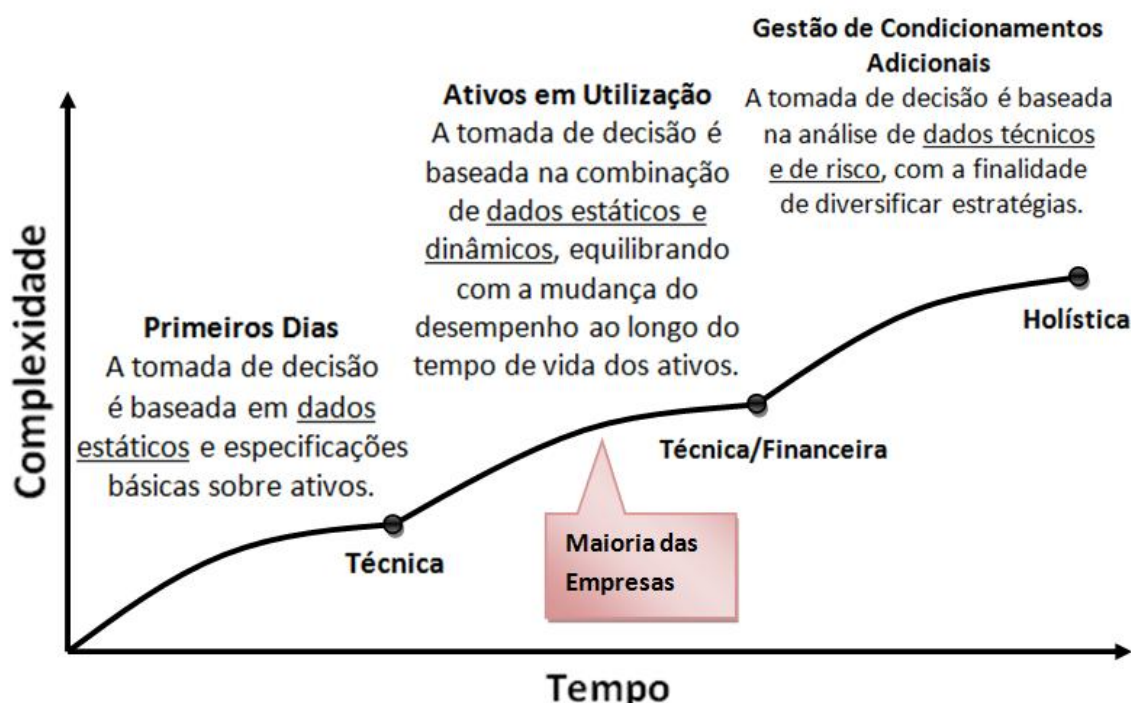 Gestão de Condicionamentos
Adicionais
A tomada de decisão é baseada
na análise de dados técnicos
e de risco, com a finalidade
de diversificar estratégias.
Ativos em Utilização
A tomada de decisão é
baseada na combinação
de dados estáticos e
dinâmicos, equilibrando
com a mudança do
desempenho ao longo do
tempo de vida dos ativos.
Primeiros Dias
A tomada de decisão
é baseada em dados
estáticos e especificações
básicas sobre ativos.
Complexidade
Holística
Técnica/Financeira
Técnica
Maioria das
Empresas
Tempo